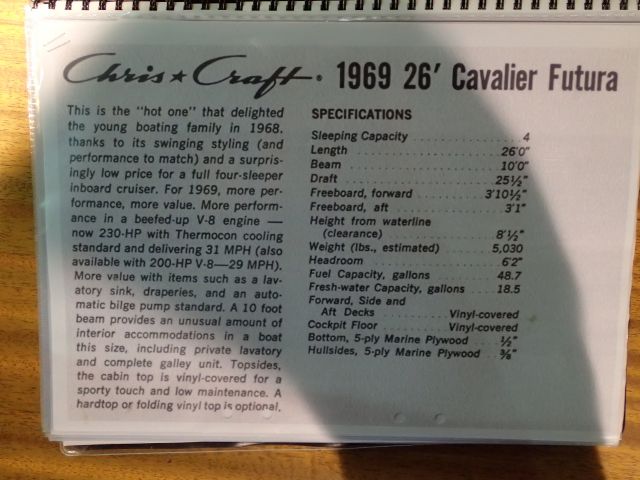 Chris★Craft · 1969 26' Cavalier Futura
This is the "hot one" that delighted
the young boating family in 1968,
thanks to its swinging styling (and
performance to match) and a surpris-
ingly low price for a full four-sleeper
inboard cruiser. For 1969, more per-
formance, more value. More perform-
ance in a beefed-up V-8 engine —
now 230-HP with Thermocon cooling
standard and delivering 31 MPH (also
available with 200-HP V-8—29 MPH).
More value with items such as a lav-
atory sink, draperies, and an auto-
matic bilge pump standard. A 10 foot
beam provides an unusual amount of
interior accommodations in a boat
this size, including private lavatory
and complete galley unit. Topsides,
the cabin top is vinyl-covered for a
sporty touch and low maintenance. A
hardtop or folding vinyl top is optional.
SPECIFICATIONS
Sleeping Capacity 4
Length 26'0"
Beam 10'0"
Draft 25½"
Freeboard, forward 3'10½"
Freeboard, aft 3'1"
Height from waterline
(clearance) 8'½"
Weight (lbs., estimated) 5,030
Headroom 6'2"
Fuel Capacity, gallons 48.7
Fresh-water Capacity, gallons 18.5
Forward, Side and
Aft Decks Vinyl-covered
Cockpit Floor Vinyl-covered
Bottom, 5-ply Marine Plywood ½"
Hullsides, 5-ply Marine Plywood ⅜"